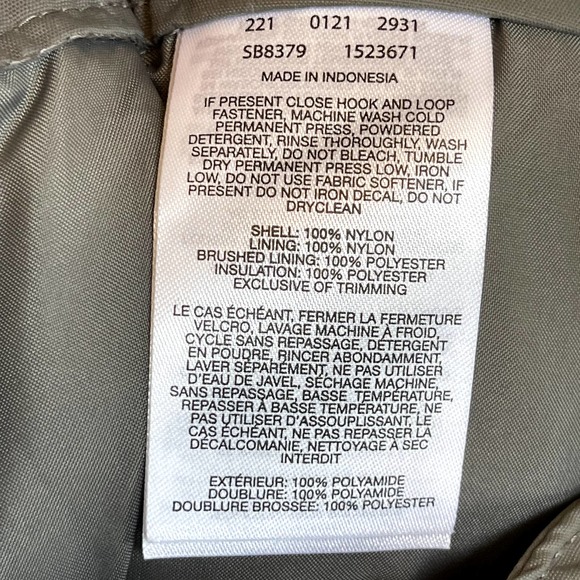 221 0121 2931
SB8379 1523671
MADE IN INDONESIA
IF PRESENT CLOSE HOOK AND LOOP
FASTENER, MACHINE WASH COLD
PERMANENT PRESS, POWDERED
DETERGENT, RINSE THOROUGHLY, WASH
SEPARATELY, DO NOT BLEACH, TUMBLE
DRY PERMANENT PRESS LOW, IRON
LOW, DO NOT USE FABRIC SOFTENER, IF
PRESENT DO NOT IRON DECAL, DO NOT
DRYCLEAN
SHELL: 100% NYLON
LINING: 100% NYLON
BRUSHED LINING: 100% POLYESTER
INSULATION: 100% POLYESTER
EXCLUSIVE OF TRIMMING
LE CAS ÉCHÉANT, FERMER LA FERMETURE
VELCRO, LAVAGE MACHINE À FROID,
CYCLE SANS REPASSAGE, DÉTERGENT
EN POUDRE, RINCER ABONDAMMENT,
LAVER SÉPARÉMENT, NE PAS UTILISER
D'EAU DE JAVEL, SÉCHAGE MACHINE,
SANS REPASSAGE, BASSE TEMPÉRATURE,
REPASSER À BASSE TEMPÉRATURE, NE
PAS UTILISER D'ASSOUPLISSANT, LE
CAS ÉCHÉANT, NE PAS REPASSER LA
DÉCALCOMANIE, NETTOYAGE À SEC
INTERDIT
EXTÉRIEUR: 100% POLYAMIDE
DOUBLURE: 100% POLYAMIDE
DOUBLURE BROSSÉE: 100% POLYESTER